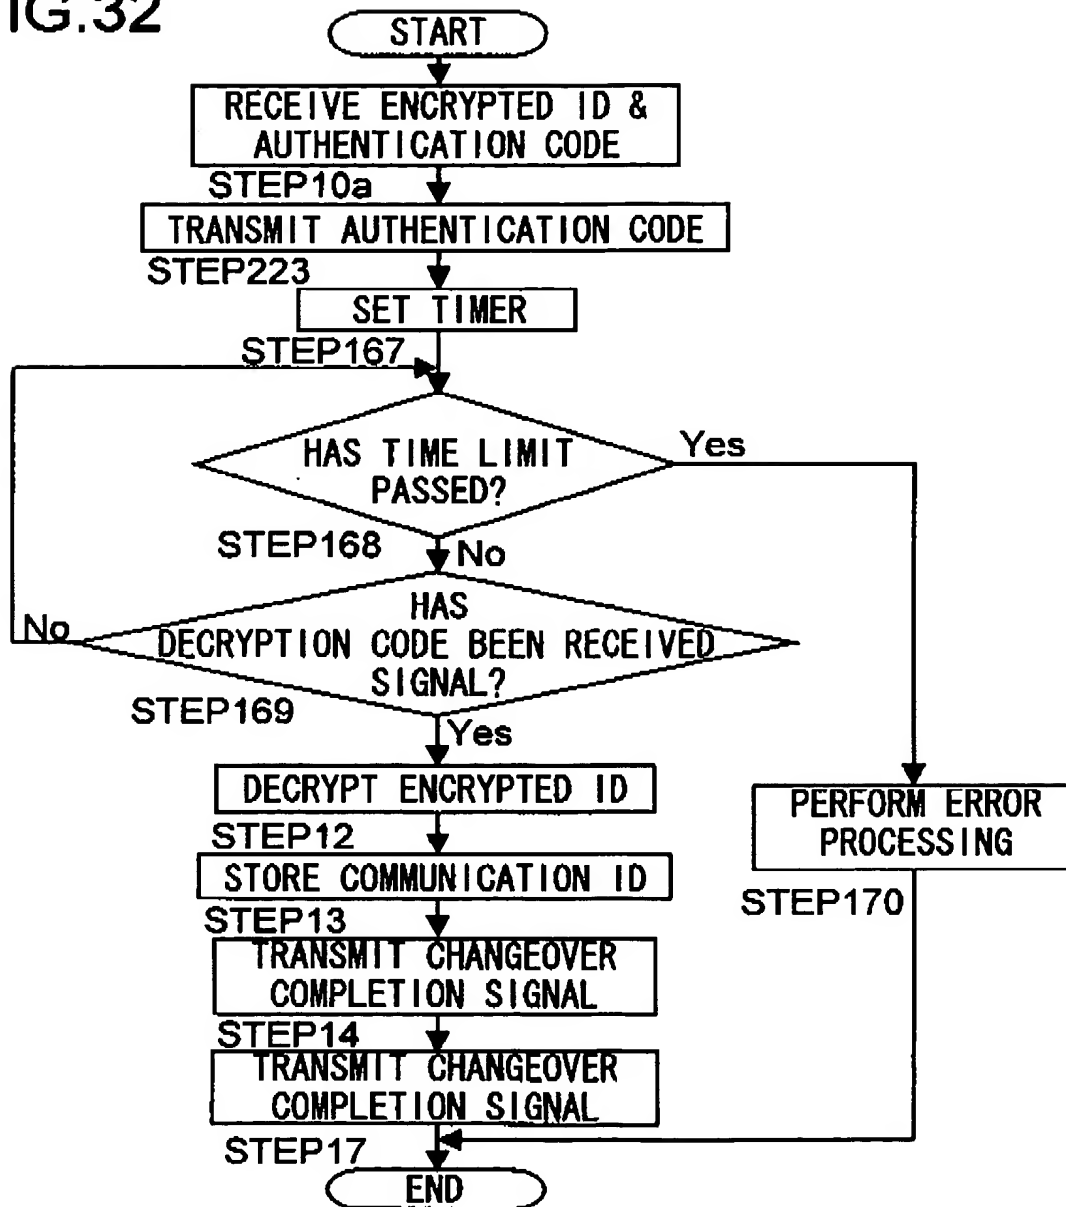 IG.32
START
RECEIVE ENCRYPTED ID &
AUTHENTICATION CODE
STEP10a
TRANSMIT AUTHENTICATION CODE
STEP223
SET TIMER
STEP167
HAS TIME LIMIT
PASSED?
Yes
STEP168
No
HAS
DECRYPTION CODE BEEN RECEIVED
SIGNAL?
No
STEP169
Yes
DECRYPT ENCRYPTED ID
STEP12
PERFORM ERROR
PROCESSING
STEP170
STORE COMMUNICATION ID
STEP13
TRANSMIT CHANGEOVER
COMPLETION SIGNAL
STEP14
TRANSMIT CHANGEOVER
COMPLETION SIGNAL
STEP17
END